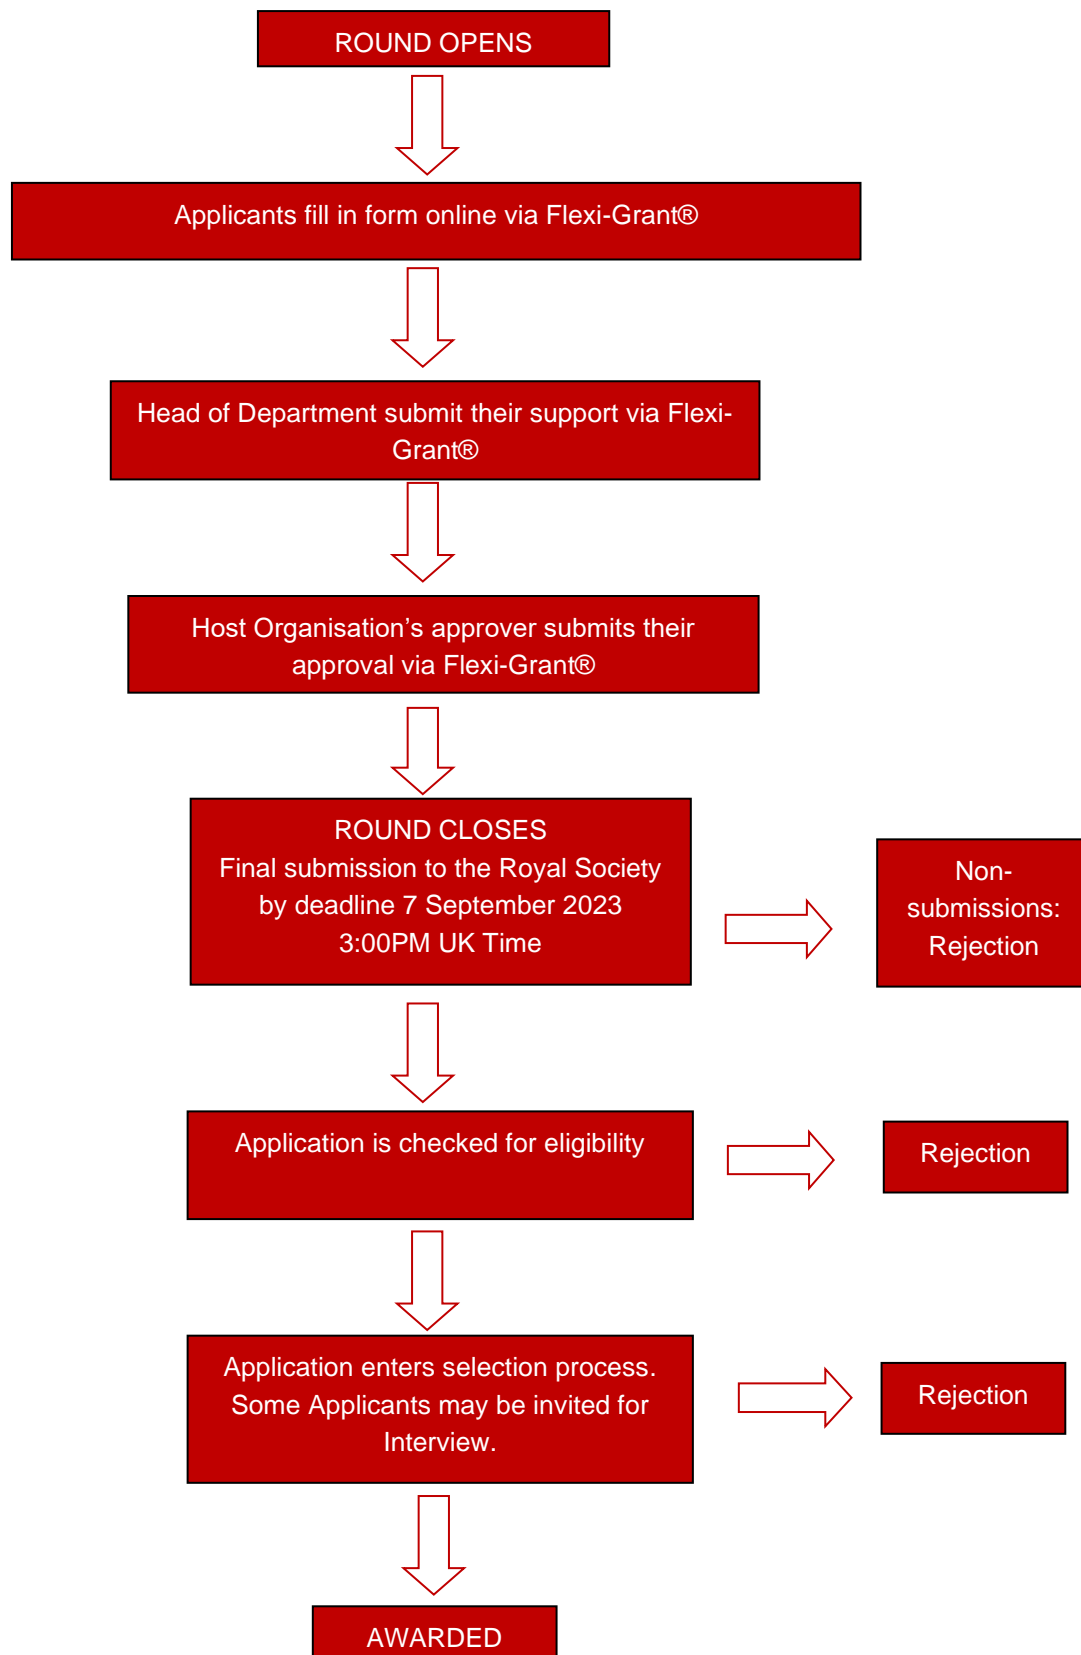 ROUND OPENS
Applicants fill in form online via Flexi-Grant®
Head of Department submit their support via Flexi-
Grant®
Host Organisation’s approver submits their
approval via Flexi-Grant®
ROUND CLOSES
Final submission to the Royal Society
by deadline 7 September 2023
3:00PM UK Time
Non-
submissions:
Rejection
Application is checked for eligibility
Rejection
Application enters selection process.
Some Applicants may be invited for
Interview.
Rejection
AWARDED